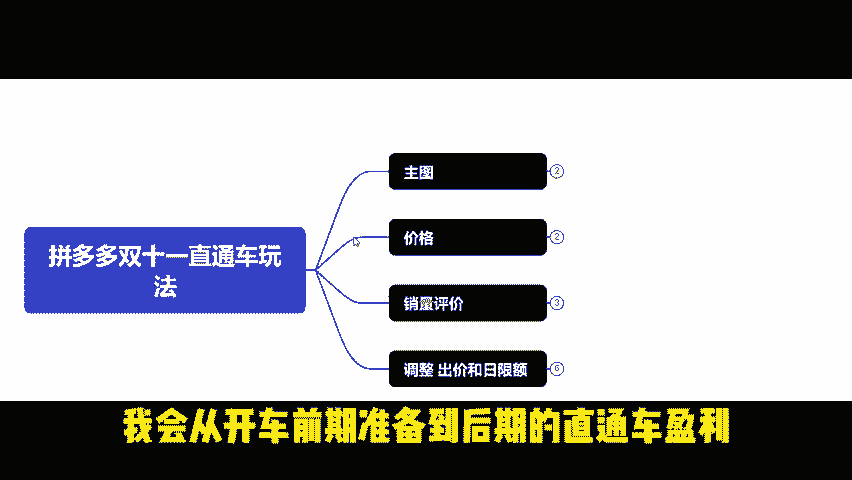 拼多多双十一直通车玩
法
主图
2
价格
2
销量评价
3
调整 出价和日限额
6
我会从开车前期准备到后期的直通车盈利